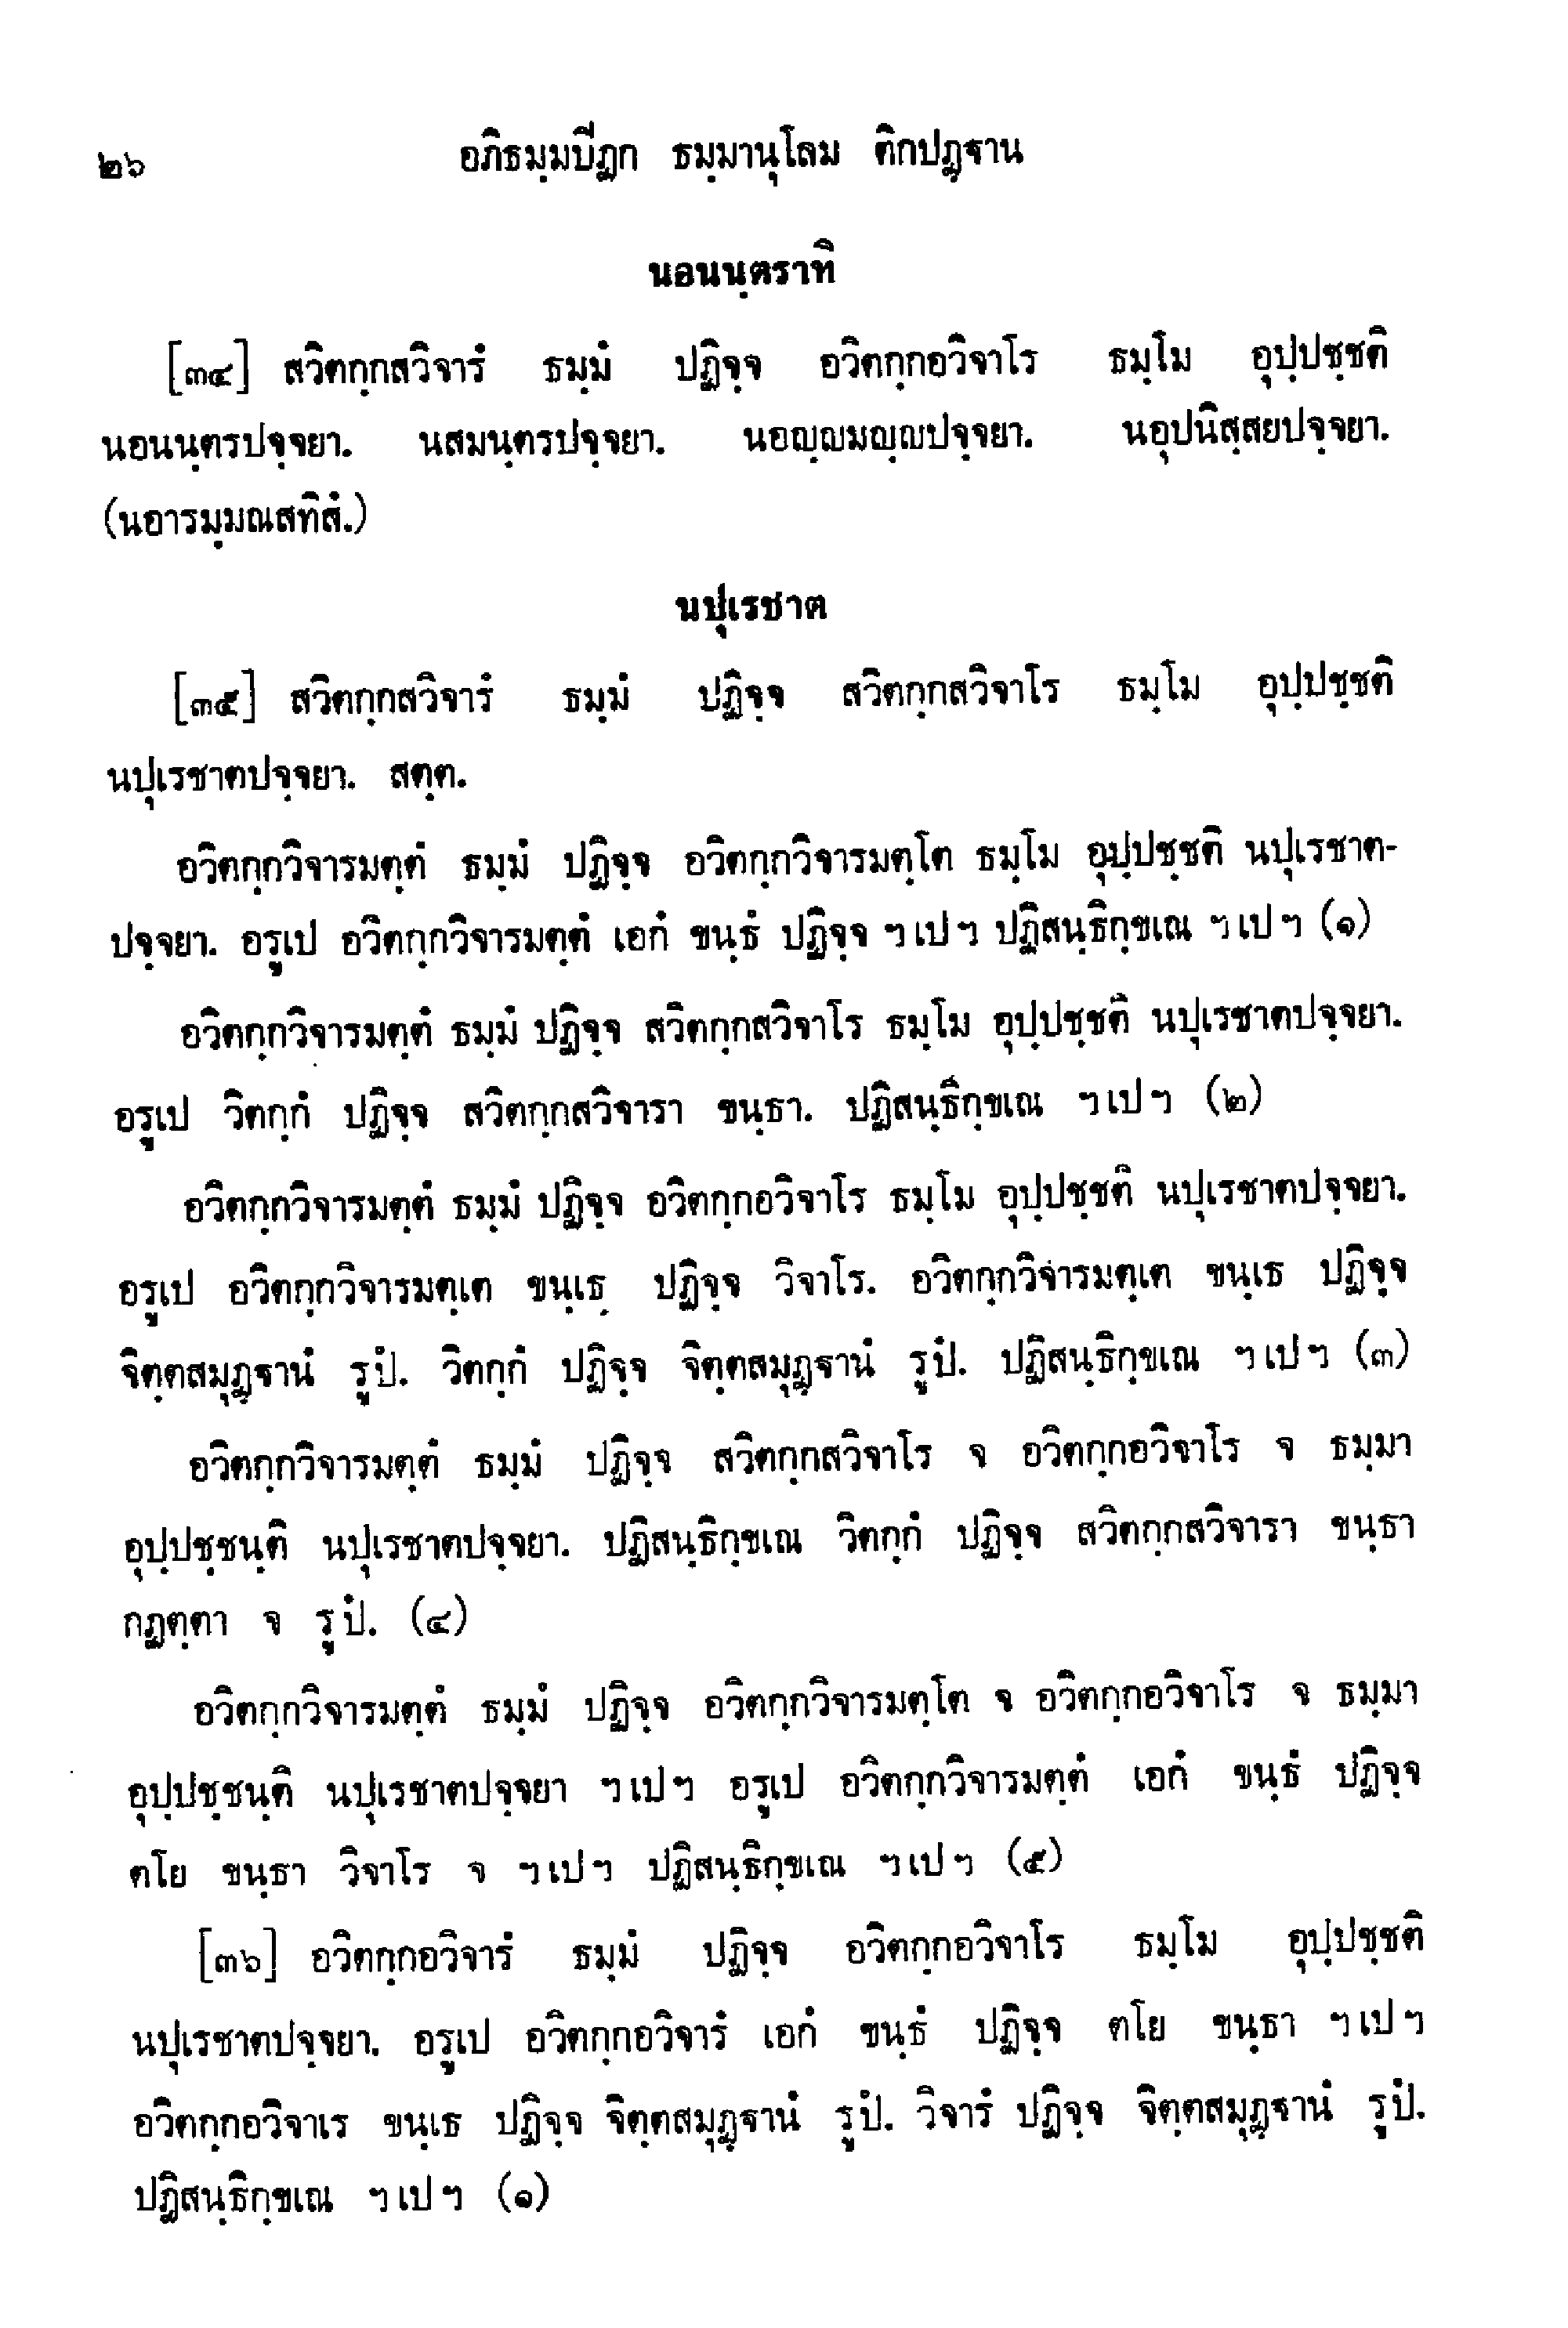 ๒๖ อภิธมฺมปีฏก ธมฺมานุโลม ติกปฏฺฐาน
นอนนฺตราทิ
[๓๔] สวิตกฺกสวิจารํ ธมฺมํ ปฏิจฺจ อวิตกฺกอวิจาโร ธมฺโม อุปฺปชฺชติ
นอนนฺตรปจฺจยา. นสมนฺตรปจฺจยา. นอญฺญมญฺญปจฺจยา. นอุปนิสฺสยปจฺจยา.
(นอารมฺมณสทิสํ.)
นปุเรชาต
[๓๕] สวิตกฺกสวิจารํ ธมฺมํ ปฏิจฺจ สวิตกฺกสวิจาโร ธมฺโม อุปฺปชฺชติ
นปุเรชาตปจฺจยา. สตฺต.
อวิตกฺกวิจารมตฺตํ ธมฺมํ ปฏิจฺจ อวิตกฺกวิจารมตฺโต ธมฺโม อุปฺปชฺชติ นปุเรชาต-
ปจฺจยา. อรูเป อวิตกฺกวิจารมตฺตํ เอกํ ขนฺธํ ปฏิจฺจ ฯ เป ฯ ปฏิสนฺธิกฺขเณ ฯ เป ฯ (๑)
อวิตกฺกวิจารมตฺตํ ธมฺมํ ปฏิจฺจ สวิตกฺกสวิจาโร ธมฺโม อุปฺปชฺชติ นปุเรชาตปจฺจยา.
อรูเป วิตกฺกํ ปฏิจฺจ สวิตกฺกสวิจารา ขนฺธา. ปฏิสนฺธิกฺขเณ ฯ เป ฯ (๒)
อวิตกฺกวิจารมตฺตํ ธมฺมํ ปฏิจฺจ อวิตกฺกอวิจาโร ธมฺโม อุปฺปชฺชติ นปุเรชาตปจฺจยา.
อรูเป อวิตกฺกวิจารมตฺเต ขนฺเธ ปฏิจฺจ วิจาโร. อวิตกฺกวิจารมตฺเต ขนฺเธ ปฏิจฺจ
จิตฺตสมุฏฺฐานํ รูปํ. วิตกฺกํ ปฏิจฺจ จิตฺตสมุฏฺฐานํ รูปํ. ปฏิสนฺธิกฺขเณ ฯ เป ฯ (๓)
อวิตกฺกวิจารมตฺตํ ธมฺมํ ปฏิจฺจ สวิตกฺกสวิจาโร จ อวิตกฺกอวิจาโร จ ธมฺมา
อุปฺปชฺชนฺติ นปุเรชาตปจฺจยา. ปฏิสนฺธิกฺขเณ วิตกฺกํ ปฏิจฺจ สวิตกฺกสวิจารา ขนฺธา
กฏตฺตา จ รูปํ. (๔)
อวิตกฺกวิจารมตฺตํ ธมฺมํ ปฏิจฺจ อวิตกฺกวิจารมตฺโต จ อวิตกฺกอวิจาโร จ ธมฺมา
อุปฺปชฺชนฺติ นปุเรชาตปจฺจยา ฯ เป ฯ อรูเป อวิตกฺกวิจารมตฺตํ เอกํ ขนฺธํ ปฏิจฺจ
ตโย ขนฺธา วิจาโร จ ฯ เป ฯ ปฏิสนฺธิกฺขเณ ฯ เป ฯ (๕)
[๓๖] อวิตกฺกอวิจารํ ธมฺมํ ปฏิจฺจ อวิตกฺกอวิจาโร ธมฺโม อุปฺปชฺชติ
นปุเรชาตปจฺจยา. อรูเป อวิตกฺกอวิจารํ เอกํ ขนฺธํ ปฏิจฺจ ตโย ขนฺธา ฯ เป ฯ
อวิตกฺกอวิจาเร ขนฺเธ ปฏิจฺจ จิตฺตสมุฏฺฐานํ รูปํ. วิจารํ ปฏิจฺจ จิตฺตสมุฏฺฐานํ รูปํ.
ปฏิสนฺธิกฺขเณ ฯ เป ฯ (๑)